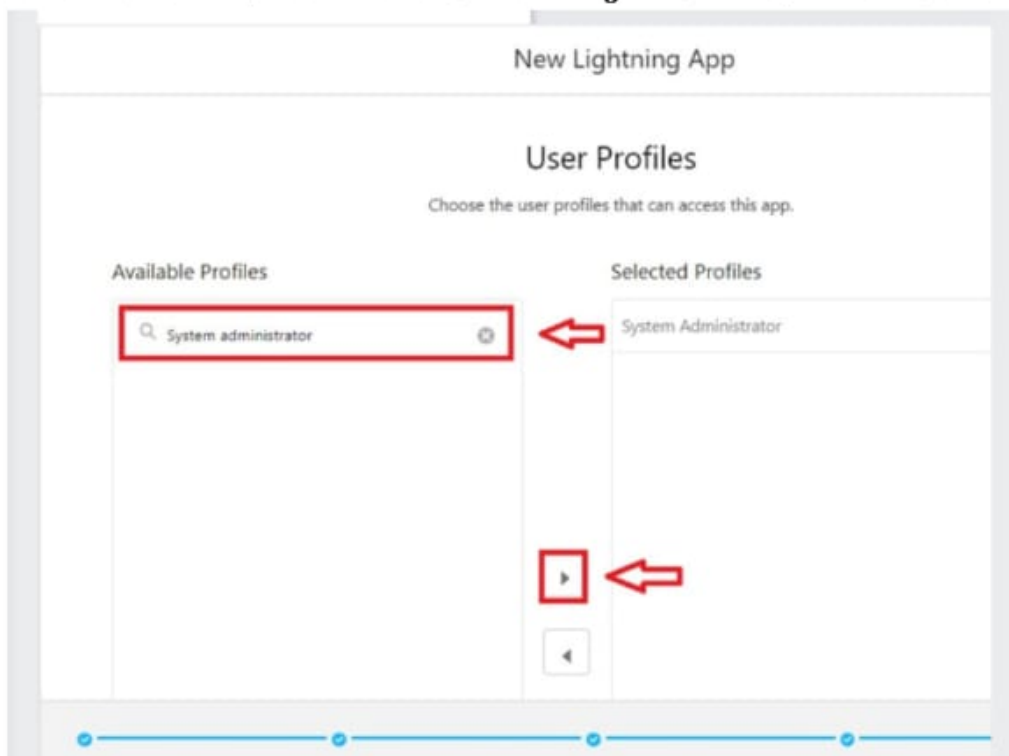 New Lightning App
User Profiles
Choose the user profiles that can access this app.
Available Profiles
Selected Profiles
System administrator
System Administrator